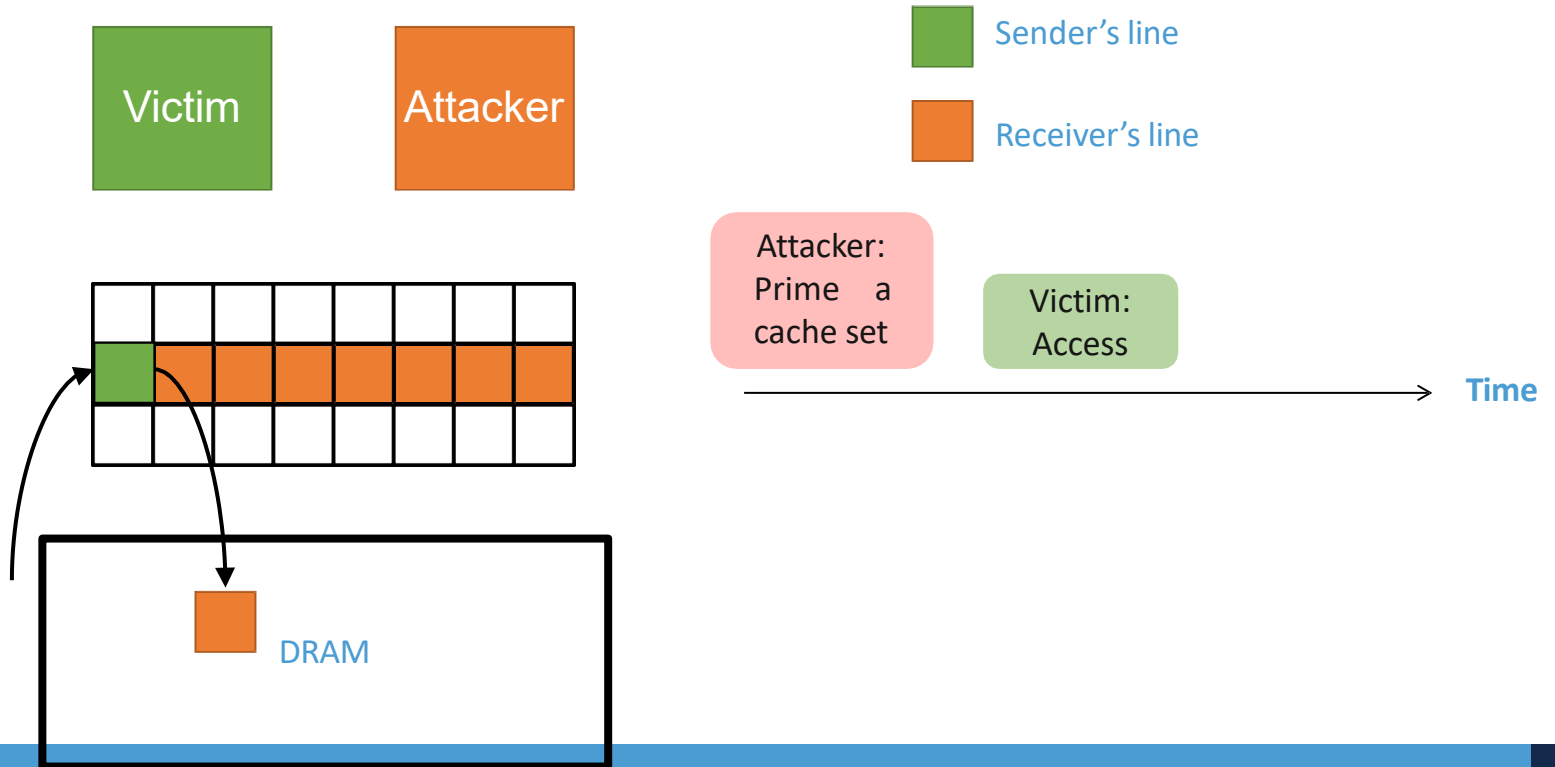 Victim
Attacker
Sender’s line
Receiver’s line
Attacker:
Prime a
cache set
Victim:
Access
Time
DRAM